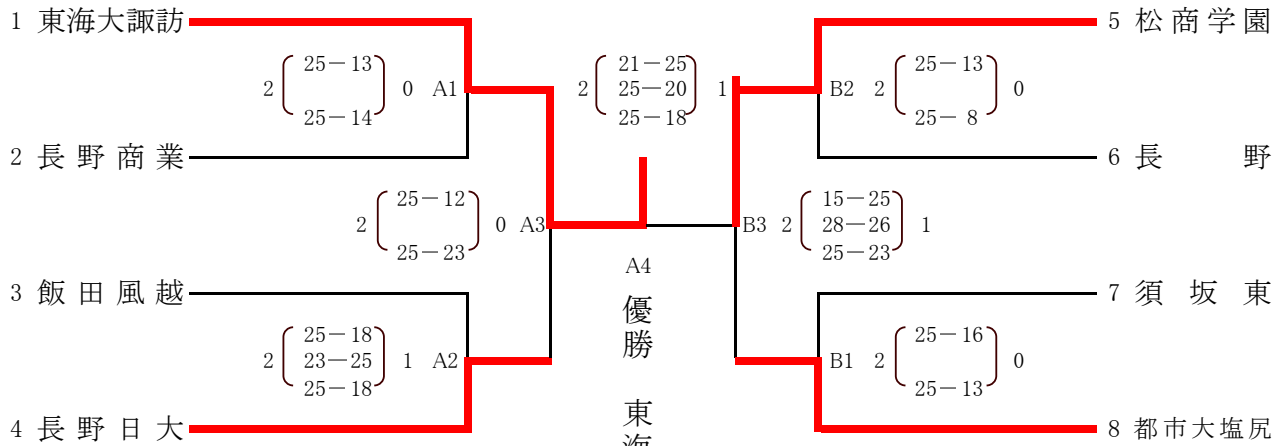 1 東海大諏訪
5 松商学園
25－13
25－14
2
0
A1
21－25
25－20
25－18
2
1
B2
25－13
25－ 8
2
0
2 長野商業
6 長野
25－12
25－23
2
0
A3
B3
15－25
28－26
25－23
2
1
A4
3 飯田風越
7 須坂東
優勝 東海
25－18
23－25
25－18
2
1
A2
B1
25－16
25－13
2
0
4 長野日大
8 都市大塩尻